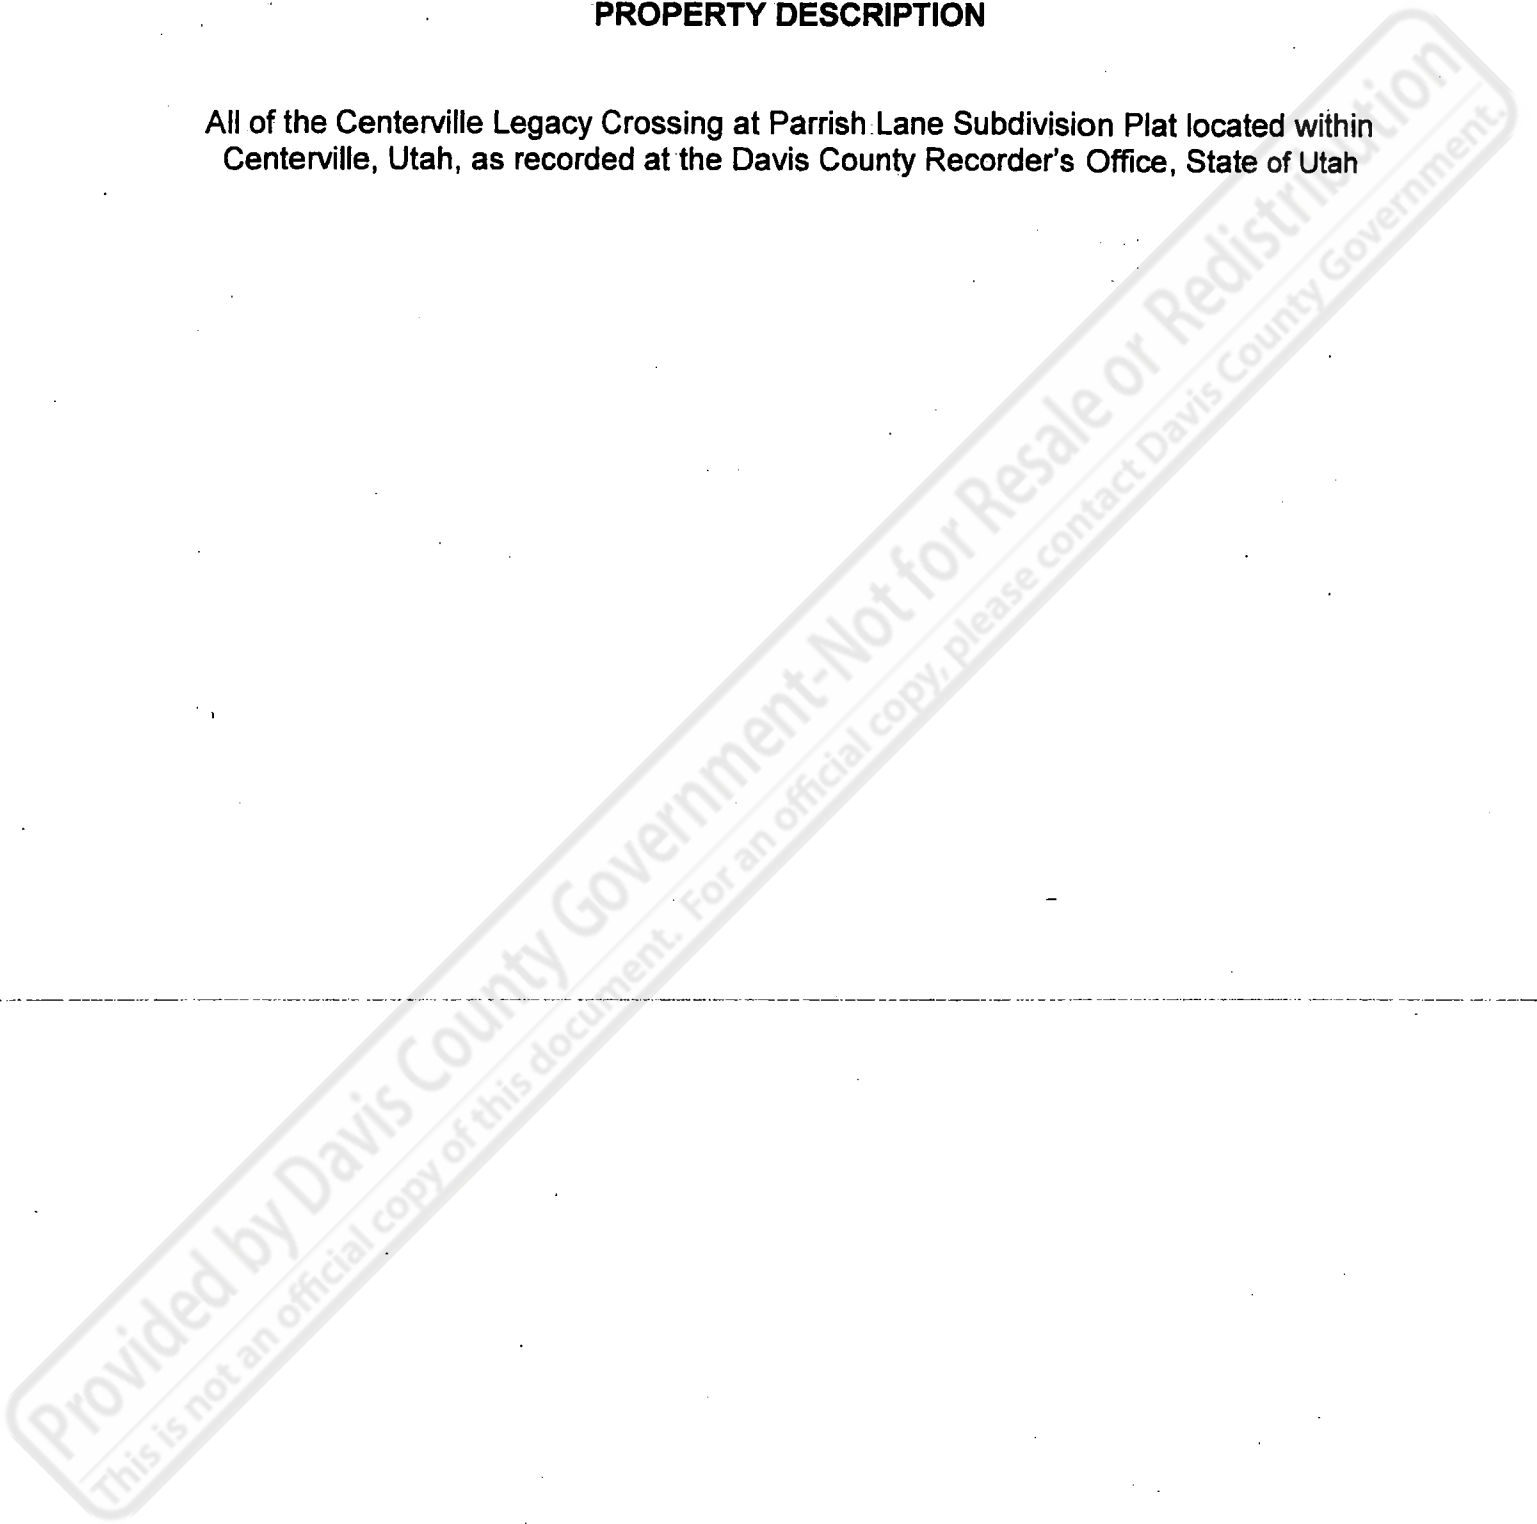 PROPERTY DESCRIPTION
All of the Centerville Legacy Crossing at Parrish Lane Subdivision Plat located within
Centerville, Utah, as recorded at the Davis County Recorder's Office, State of Utah
Provided by Davis County Government-Not for Resale or Redistribution
This is not an official copy of this document. For an official copy, please contact Davis County Government.